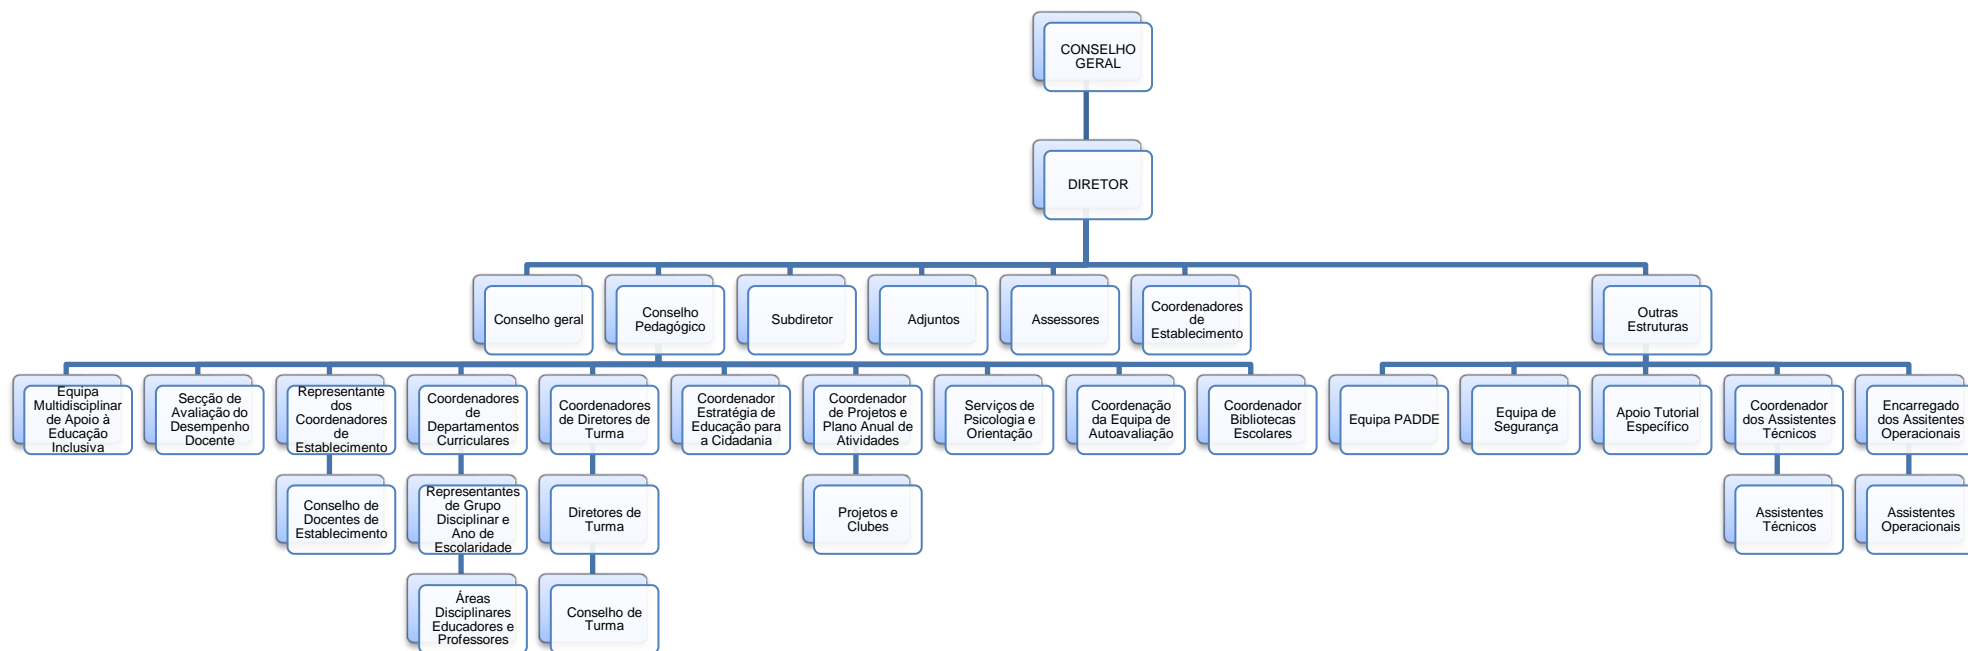 CONSELHO
GERAL
DIRETOR
Conselho geral
Conselho
Pedagógico
Subdiretor
Adjuntos
Assessores
Coordenadores
de
Establecimento
Outras
Estruturas
Equipa
Multidisciplinar
de Apoio à
Educação
Inclusiva
Secção de
Avaliação do
Desempenho
Docente
Representante
dos
Coordenadores
de
Establecimento
Coordenadores
de
Departamentos
Curriculares
Coordenadores
de Diretores de
Turma
Coordenador
Estratégia de
Educação para
a Cidadania
Coordenador
de Projetos e
Plano Anual de
Atividades
Serviços de
Psicologia e
Orientação
Coordenação
da Equipa de
Autoavaliação
Coordenador
Bibliotecas
Escolares
Equipa PADDE
Equipa de
Segurança
Apoio Tutorial
Específico
Coordenador
dos Assistentes
Técnicos
Encarregado
dos Assitentes
Operacionais
Conselho de
Docentes de
Establecimento
Representantes
de Grupo
Disciplinar e
Ano de
Escolaridade
Diretores de
Turma
Projetos e
Clubes
Assistentes
Técnicos
Assistentes
Operacionais
Áreas
Disciplinares
Educadores e
Professores
Conselho de
Turma